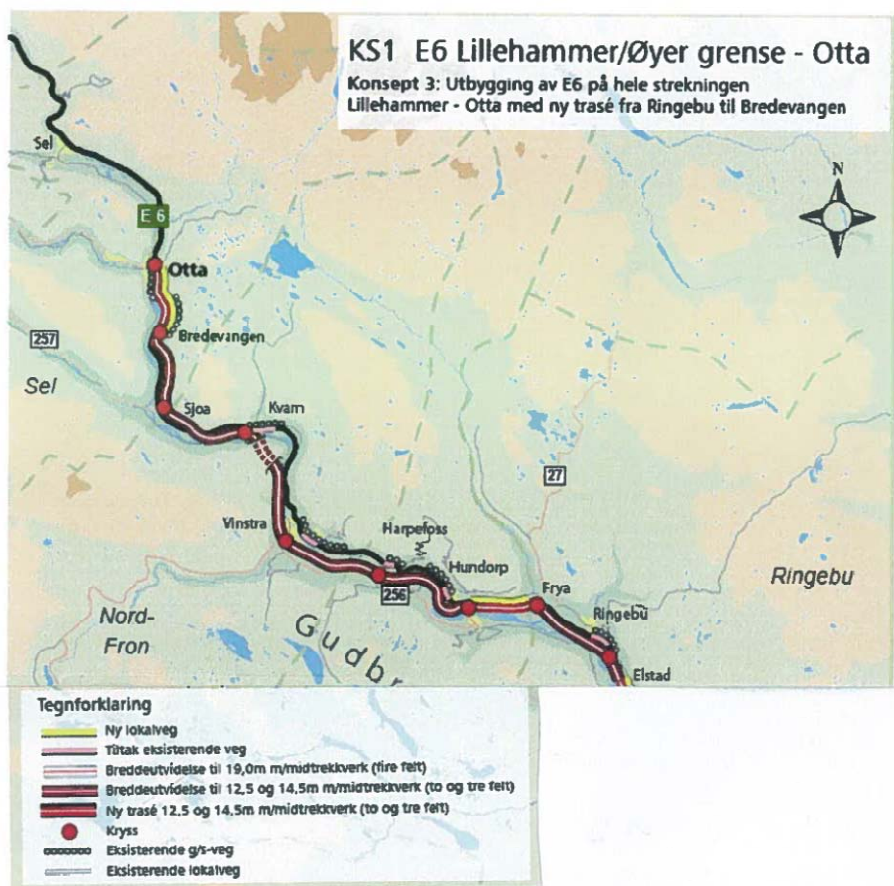 KS1 E6 Lillehammer/Øyer grense - Otta
Konsept 3: Utbygging av E6 på hele strekningen
Lillehammer - Otta med ny trasé fra Ringebu til Bredevangen
N
Sel
E 6
Otta
Bredevangen
257
Sel
Sjoa
Kvam
27
Vinstra
Harpefoss
Hundorp
256
Frya
Ringebu
Ringebu
Elstad
Nord-
Fron
Gudbr
Tegnforklaring
Ny lokalveg
Tiltak eksisterende veg
Breddeutvidelse til 19,0m m/midtrekkverk (fire felt)
Breddeutvidelse til 12,5 og 14,5m m/midtrekkverk (to og tre felt)
Ny trasé 12.5 og 14.5m m/midtrekkverk (to og tre felt)
Kryss
Eksisterende g/s-veg
Eksisterende lokalveg